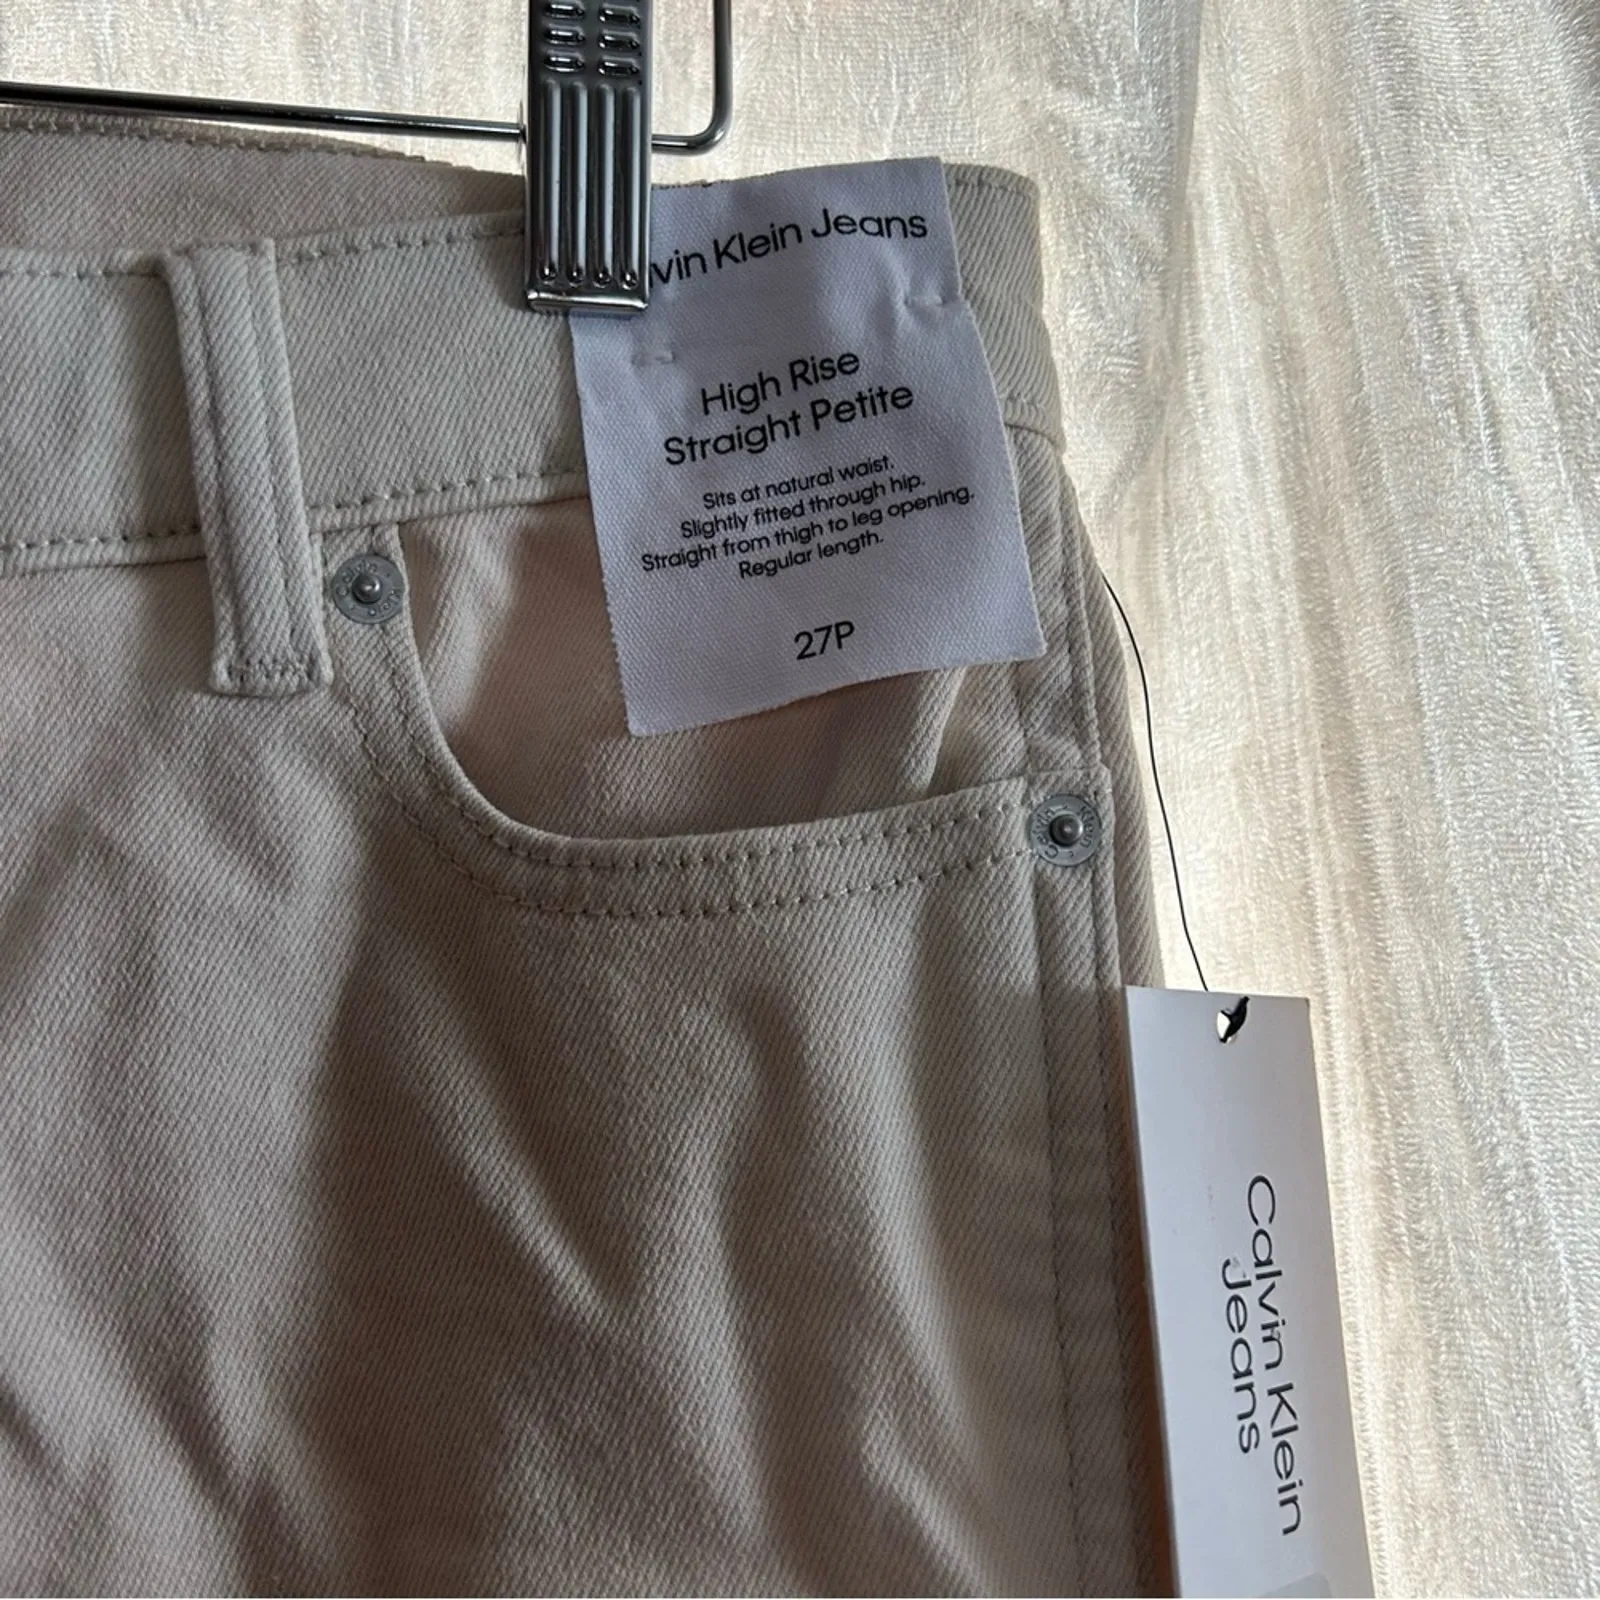 vin Klein Jeans
High Rise
Straight Petite
Sits at natural waist.
Slightly fitted through hip.
Straight from thigh to leg opening.
Regular length.
27P
Calvin Klein
Jeans